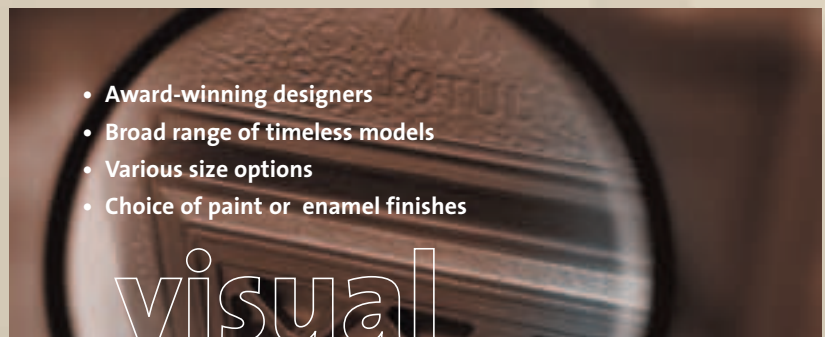 • Award-winning designers
• Broad range of timeless models
• Various size options
• Choice of paint or  enamel finishes
visual